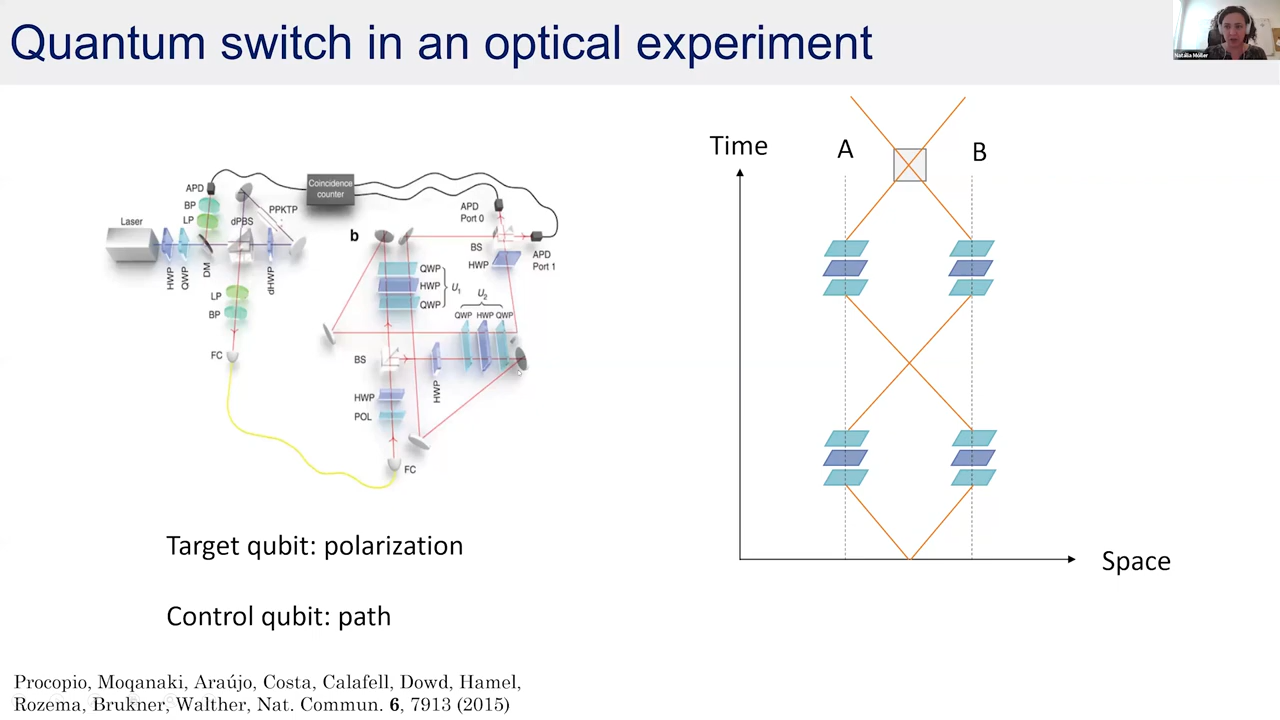 Quantum switch in an optical experiment
Natália Möller
Laser
HWP
QWP
APD
BP
LP
DM
dPBS
PPKTP
dHWP
LP
BP
FC
Coincidence
counter
b
APD
Port 0
BS
APD
Port 1
HWP
QWP
HWP
QWP
U1
U2
QWP HWP QWP
BS
HWP
HWP
POL
FC
Time
A
B
Space
Target qubit: polarization
Control qubit: path
Procopio, Moqanaki, Araújo, Costa, Calafell, Dowd, Hamel,
Rozema, Brukner, Walther, Nat. Commun. 6, 7913 (2015)